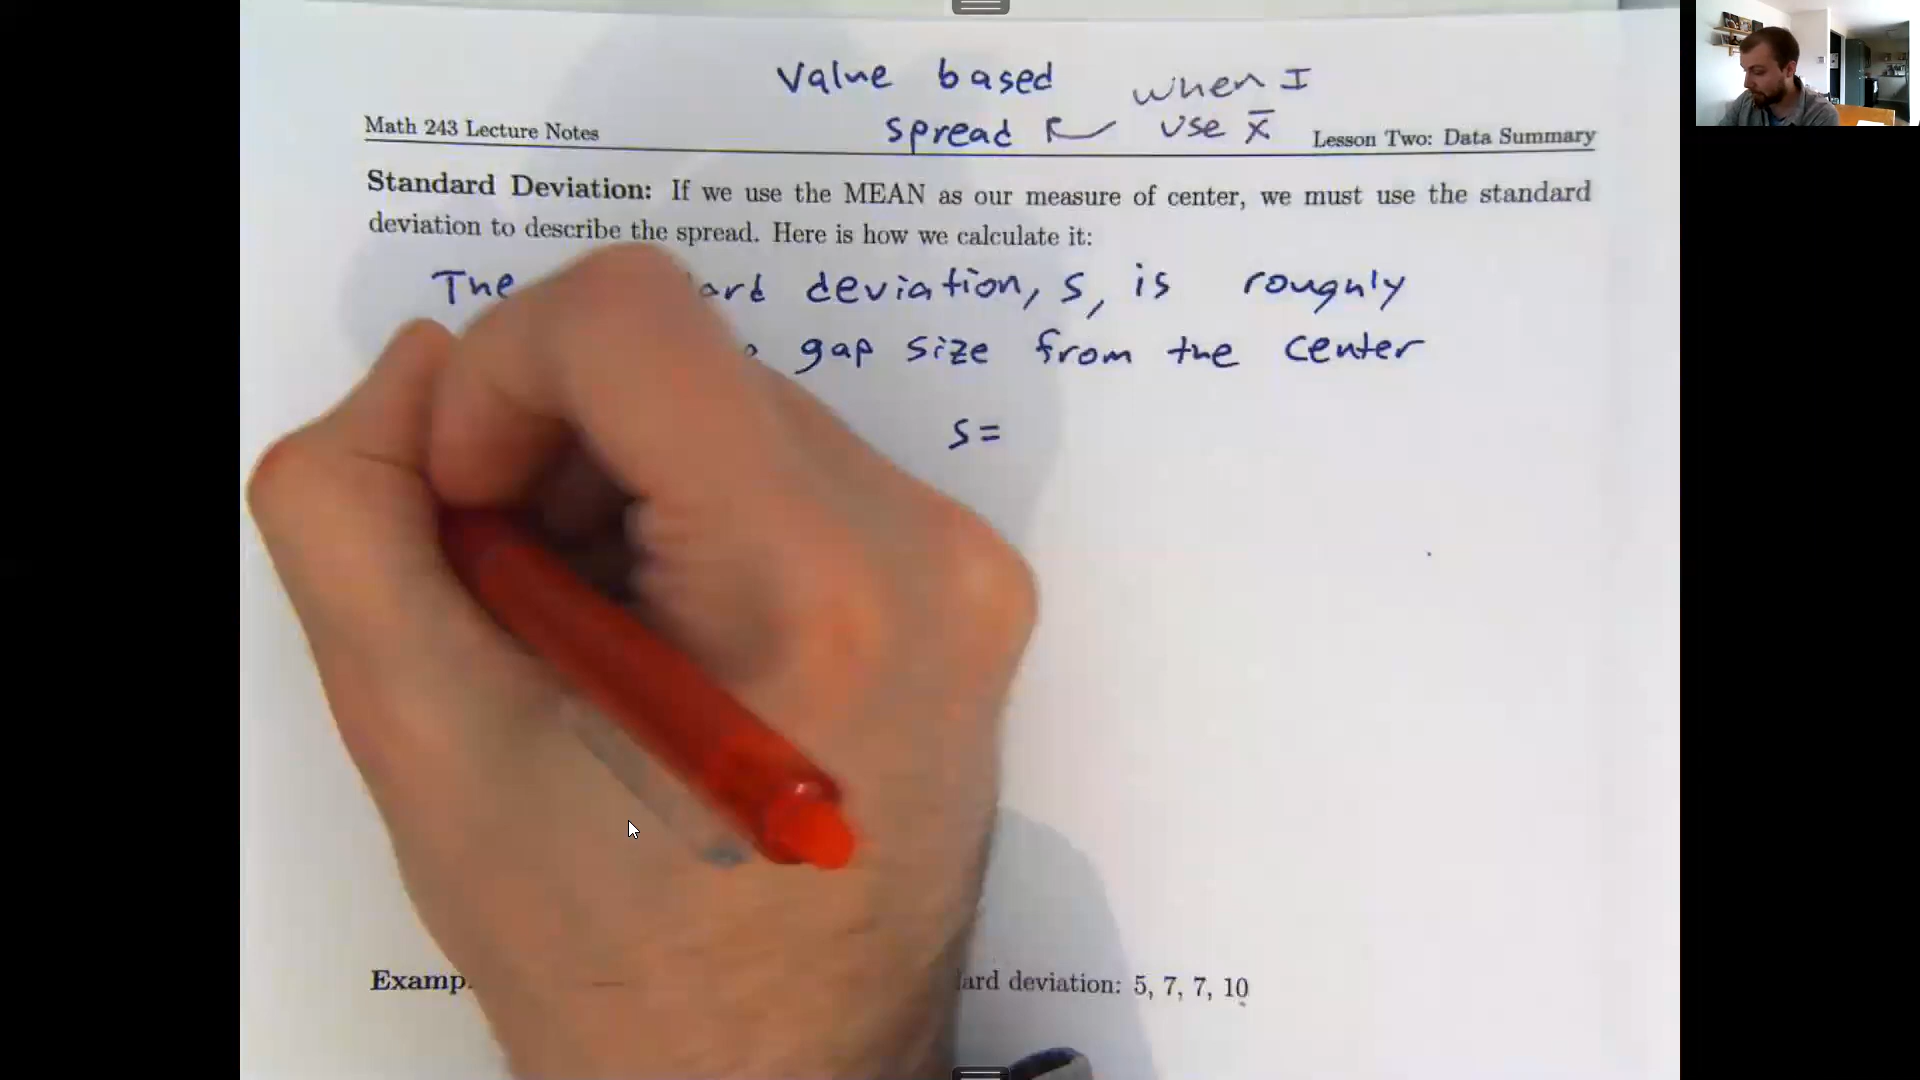 Value based when I
spread use x̄
Math 243 Lecture Notes Lesson Two: Data Summary
Standard Deviation: If we use the MEAN as our measure of center, we must use the standard
deviation to describe the spread. Here is how we calculate it:
The deviation, s, is roughly
gap size from the center
s=
deviation: 5, 7, 7, 10